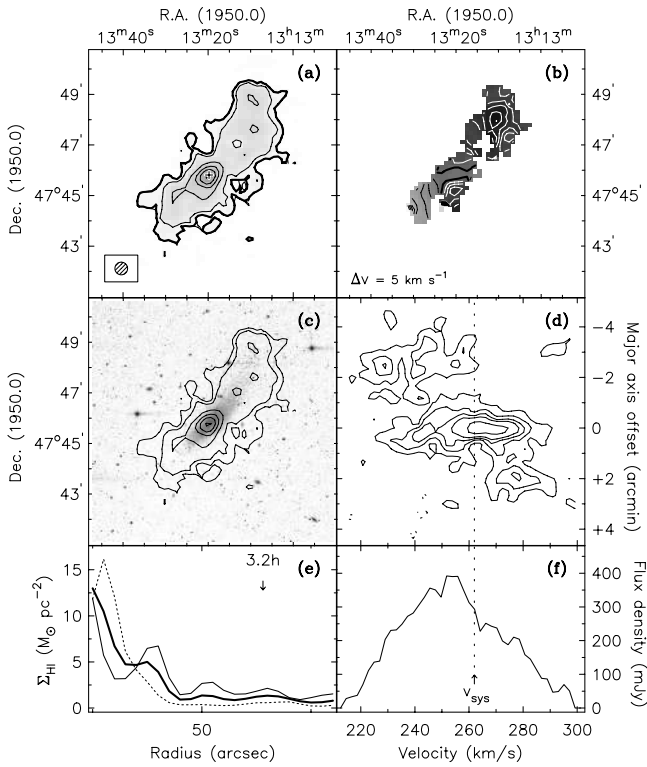 R.A. (1950.0)
R.A. (1950.0)
13ᵐ40ˢ 13ᵐ20ˢ 13ʰ13ᵐ
13ᵐ40ˢ 13ᵐ20ˢ 13ʰ13ᵐ
Dec. (1950.0)
49'
47'
47°45'
43'
(a)
49'
47'
47°45'
43'
(b)
ΔV = 5 km s⁻¹
Dec. (1950.0)
49'
47'
47°45'
43'
(c)
(d)
−4
−2
0
+2
+4
Major axis offset (arcmin)
Σ_HI (M_⊙ pc⁻²)
15
10
5
0
3.2h
(e)
50
Radius (arcsec)
(f)
400
300
200
100
0
Flux density (mJy)
V_sys
220 240 260 280 300
Velocity (km/s)